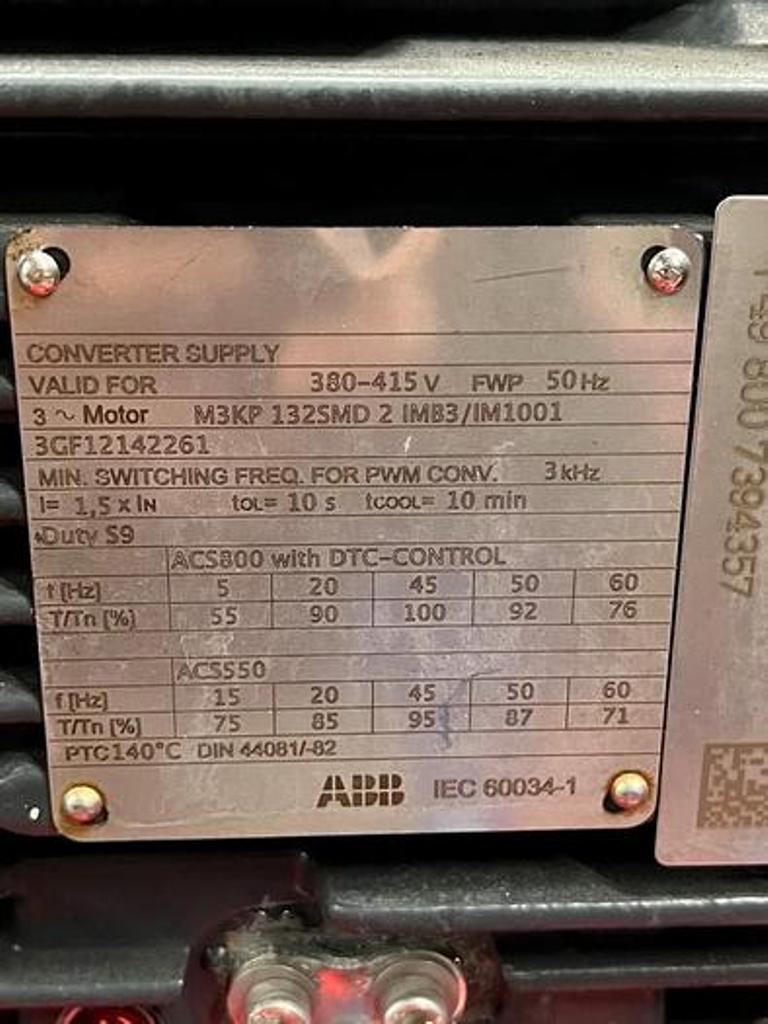 CONVERTER SUPPLY
VALID FOR 380-415 V FWP 50 Hz
3 ~ Motor M3KP 132SMD 2 IMB3/IM1001
3GF12142261
MIN. SWITCHING FREQ. FOR PWM CONV. 3 kHz
I= 1,5 x IN tOL= 10 s tCOOL= 10 min
Duty S9
ACS800 with DTC-CONTROL
f [Hz] 5 20 45 50 60
T/Tn [%] 55 90 100 92 76
ACS550
f [Hz] 15 20 45 50 60
T/Tn [%] 75 85 95 87 71
PTC140°C DIN 44081/-82
ABB IEC 60034-1
49 800 7394357